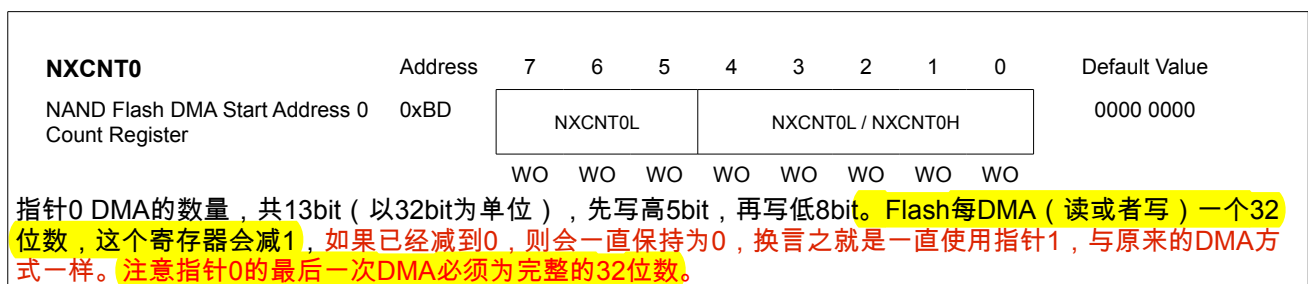 NXCNT0 Address 7 6 5 4 3 2 1 0 Default Value
NAND Flash DMA Start Address 0 0xBD NXCNT0L NXCNT0L / NXCNT0H 0000 0000
Count Register
WO WO WO WO WO WO WO WO
指针0 DMA的数量，共13bit（以32bit为单位），先写高5bit，再写低8bit。Flash每DMA（读或者写）一个32
位数，这个寄存器会减1，如果已经减到0，则会一直保持为0，换言之就是一直使用指针1，与原来的DMA方
式一样。注意指针0的最后一次DMA必须为完整的32位数。